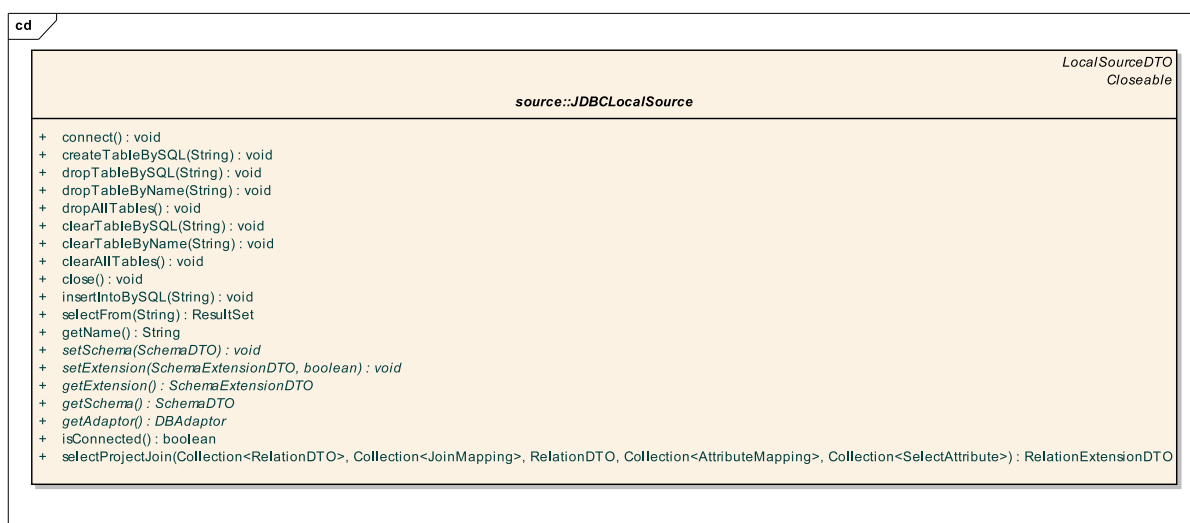 cd
LocalSourceDTO
Closeable
source::JDBCLocalSource
+ connect() : void
+ createTableBySQL(String) : void
+ dropTableBySQL(String) : void
+ dropTableByName(String) : void
+ dropAllTables() : void
+ clearTableBySQL(String) : void
+ clearTableByName(String) : void
+ clearAllTables() : void
+ close() : void
+ insertIntoBySQL(String) : void
+ selectFrom(String) : ResultSet
+ getName() : String
+ setSchema(SchemaDTO) : void
+ setExtension(SchemaExtensionDTO, boolean) : void
+ getExtension() : SchemaExtensionDTO
+ getSchema() : SchemaDTO
+ getAdaptor() : DBAdaptor
+ isConnected() : boolean
+ selectProjectJoin(Collection<RelationDTO>, Collection<JoinMapping>, RelationDTO, Collection<AttributeMapping>, Collection<SelectAttribute>) : RelationExtensionDTO